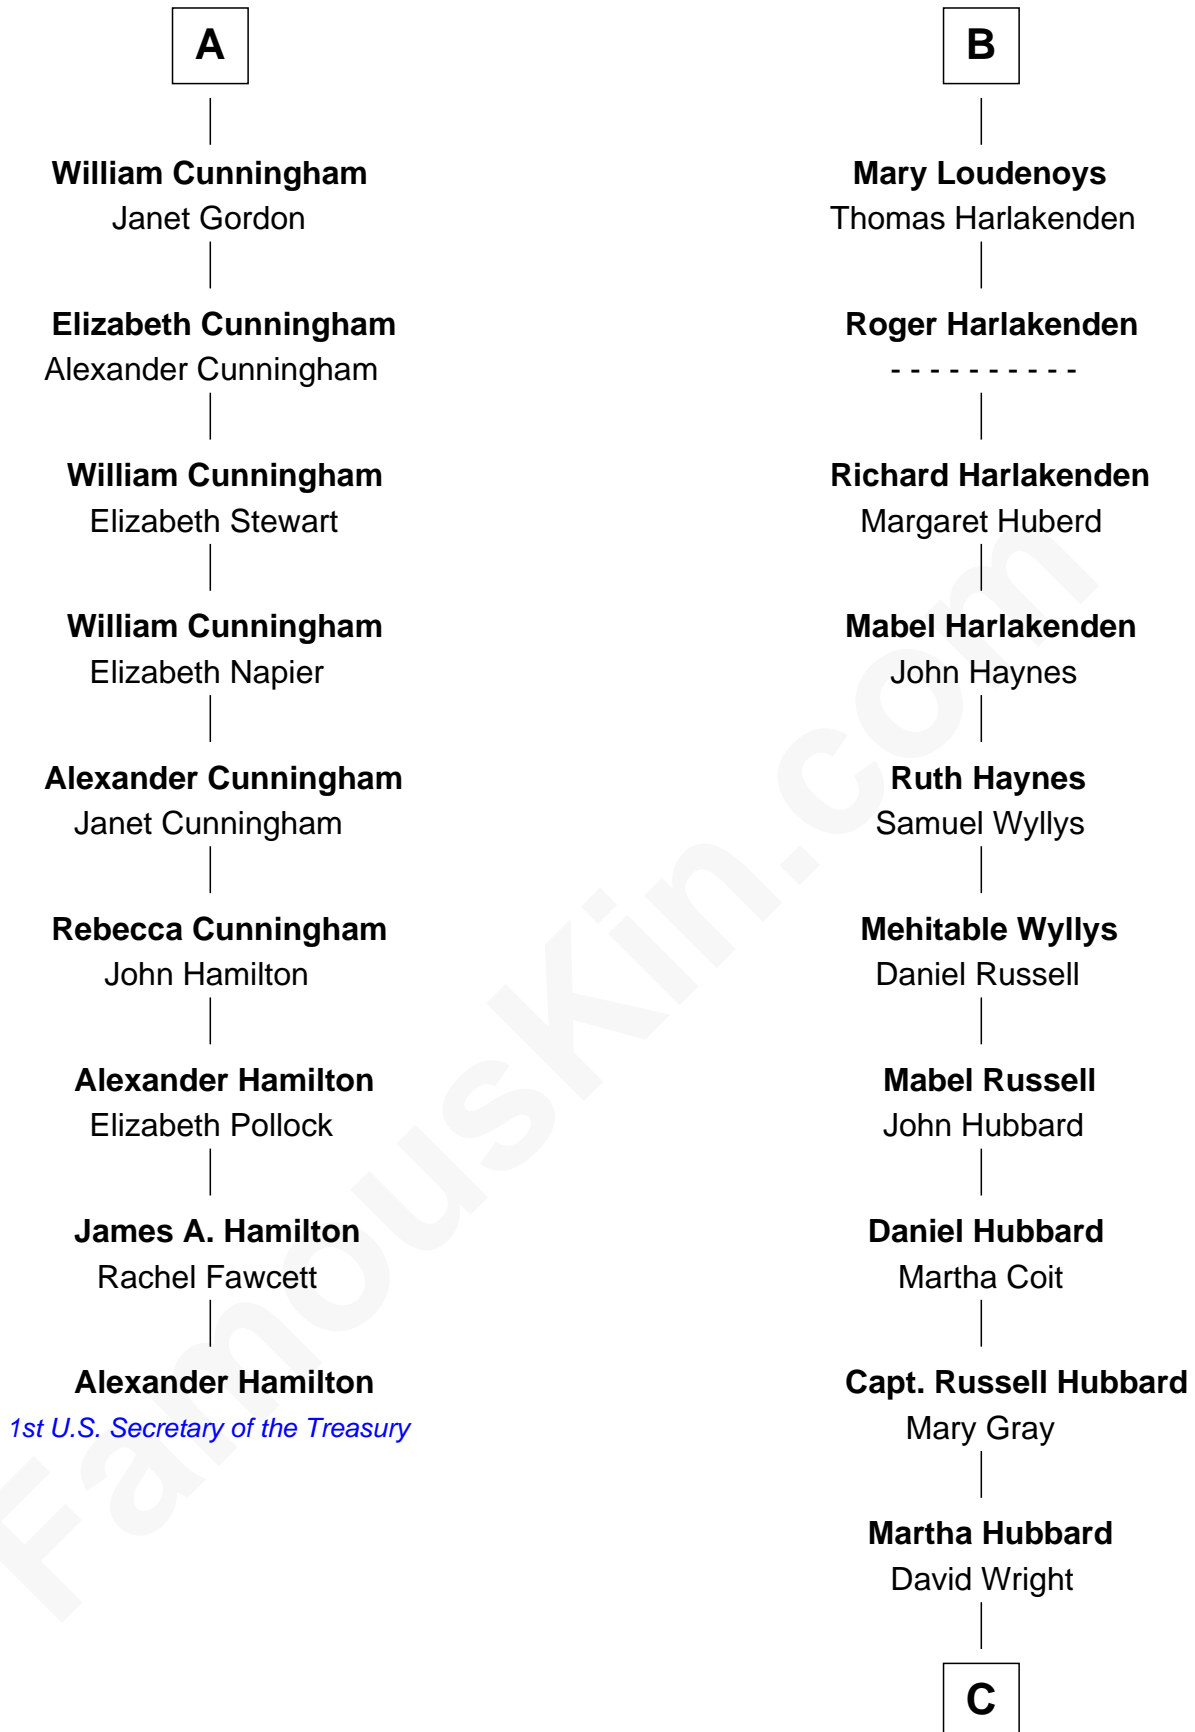 A
William Cunningham
Janet Gordon
Elizabeth Cunningham
Alexander Cunningham
William Cunningham
Elizabeth Stewart
William Cunningham
Elizabeth Napier
Alexander Cunningham
Janet Cunningham
Rebecca Cunningham
John Hamilton
Alexander Hamilton
Elizabeth Pollock
James A. Hamilton
Rachel Fawcett
Alexander Hamilton
1st U.S. Secretary of the Treasury
B
Mary Loudenoys
Thomas Harlakenden
Roger Harlakenden
- - - - - - - - - -
Richard Harlakenden
Margaret Huberd
Mabel Harlakenden
John Haynes
Ruth Haynes
Samuel Wyllys
Mehitable Wyllys
Daniel Russell
Mabel Russell
John Hubbard
Daniel Hubbard
Martha Coit
Capt. Russell Hubbard
Mary Gray
Martha Hubbard
David Wright
C
FamousKin.com